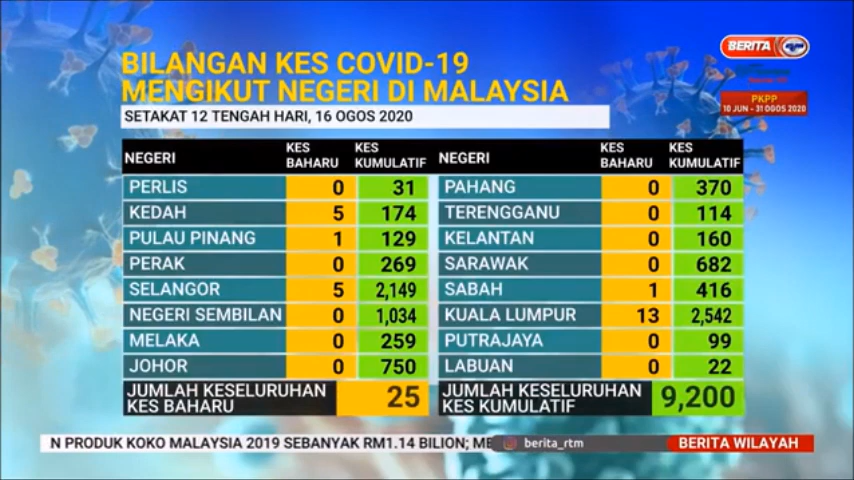 BERITA
BILANGAN KES COVID-19
MENGIKUT NEGERI DI MALAYSIA
PKPP
10 JUN - 31 OGOS 2020
SETAKAT 12 TENGAH HARI, 16 OGOS 2020
NEGERI KES BAHARU KES KUMULATIF NEGERI KES BAHARU KES KUMULATIF
PERLIS 0 31 PAHANG 0 370
KEDAH 5 174 TERENGGANU 0 114
PULAU PINANG 1 129 KELANTAN 0 160
PERAK 0 269 SARAWAK 0 682
SELANGOR 5 2,149 SABAH 1 416
NEGERI SEMBILAN 0 1,034 KUALA LUMPUR 13 2,542
MELAKA 0 259 PUTRAJAYA 0 99
JOHOR 0 750 LABUAN 0 22
JUMLAH KESELURUHAN KES BAHARU 25 JUMLAH KESELURUHAN KES KUMULATIF 9,200
N PRODUK KOKO MALAYSIA 2019 SEBANYAK RM1.14 BILION; ME berita_rtm BERITA WILAYAH